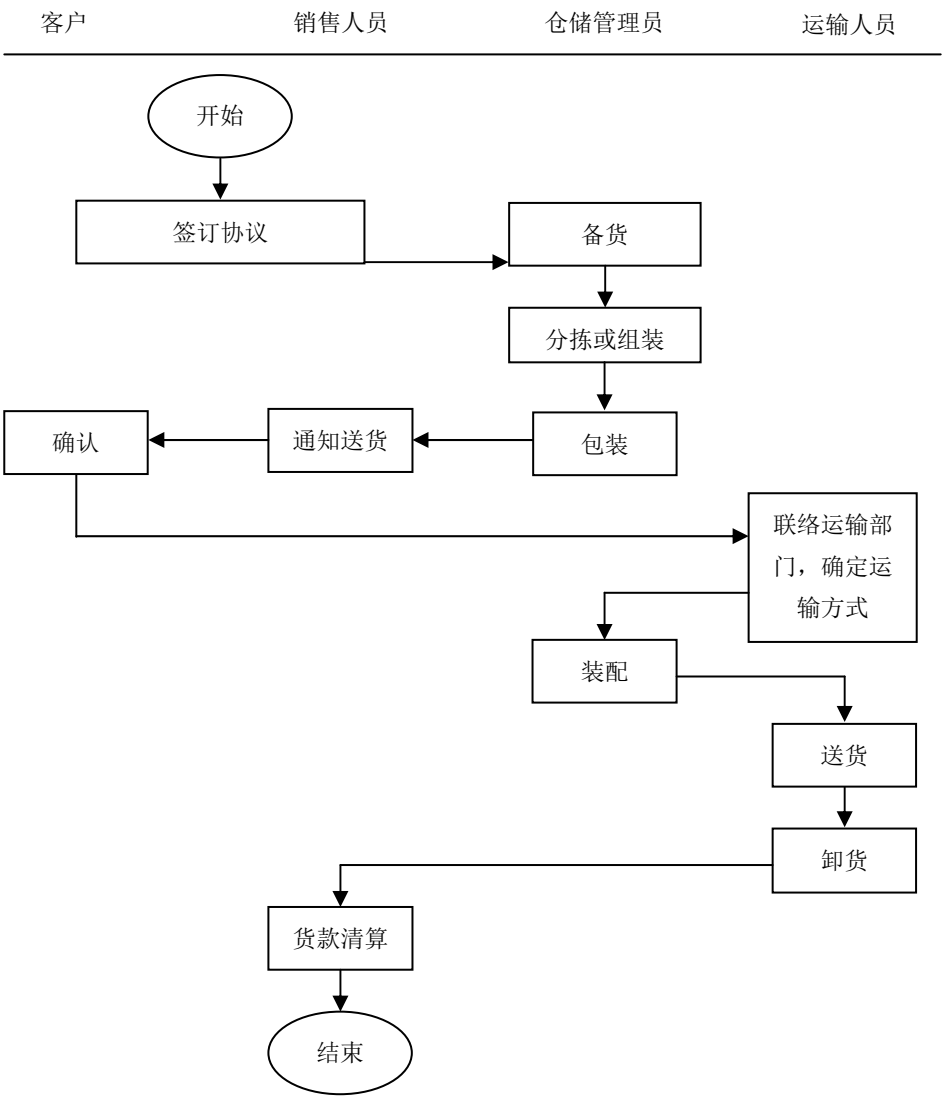 客户 销售人员 仓储管理员 运输人员
开始
签订协议
备货
分拣或组装
确认
通知送货
包装
联络运输部
门，确定运
输方式
装配
送货
卸货
货款清算
结束